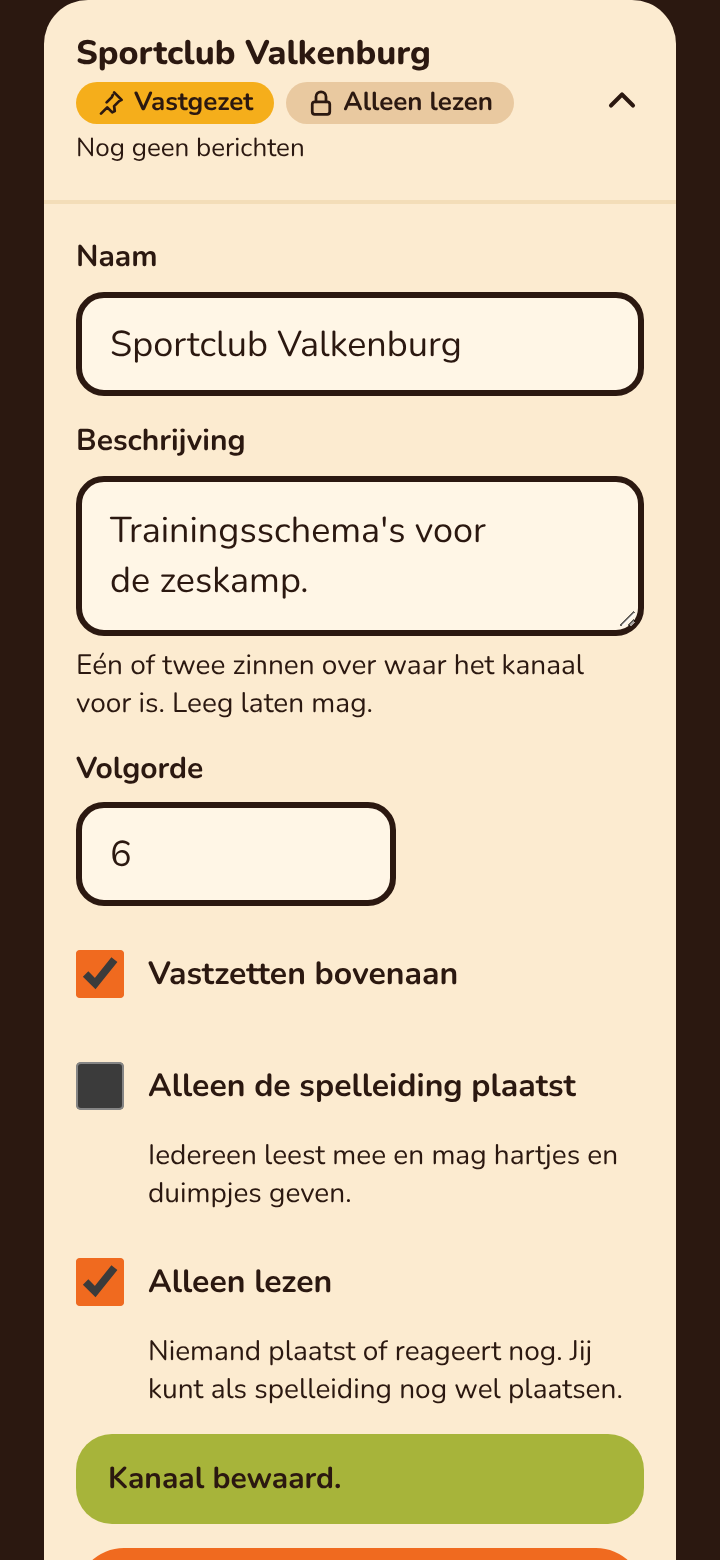 Sportclub Valkenburg
Vastgezet
Alleen lezen
Nog geen berichten
Naam
Sportclub Valkenburg
Beschrijving
Trainingsschema's voor
de zeskamp.
Eén of twee zinnen over waar het kanaal
voor is. Leeg laten mag.
Volgorde
6
Vastzetten bovenaan
Alleen de spelleiding plaatst
Iedereen leest mee en mag hartjes en
duimpjes geven.
Alleen lezen
Niemand plaatst of reageert nog. Jij
kunt als spelleiding nog wel plaatsen.
Kanaal bewaard.